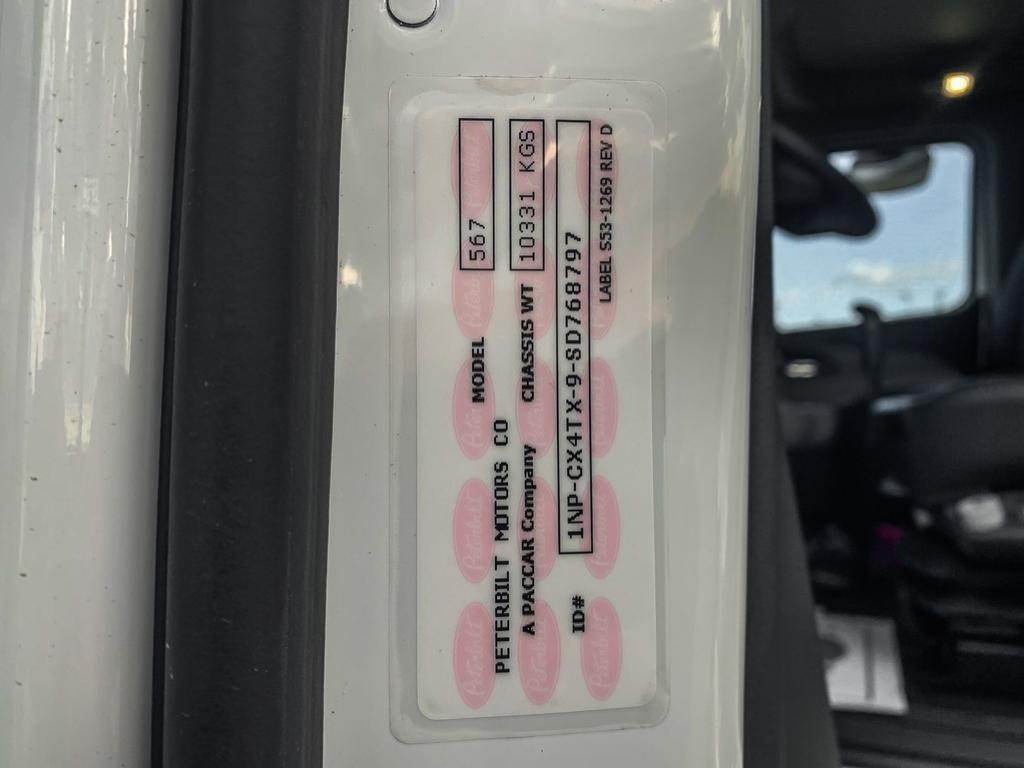 MODEL 567
PETERBILT MOTORS CO
A PACCAR Company CHASSIS WT 10331 KGS
ID# 1NP-CX4TX-9-SD768797
LABEL S53-1269 REV D
Peterbilt